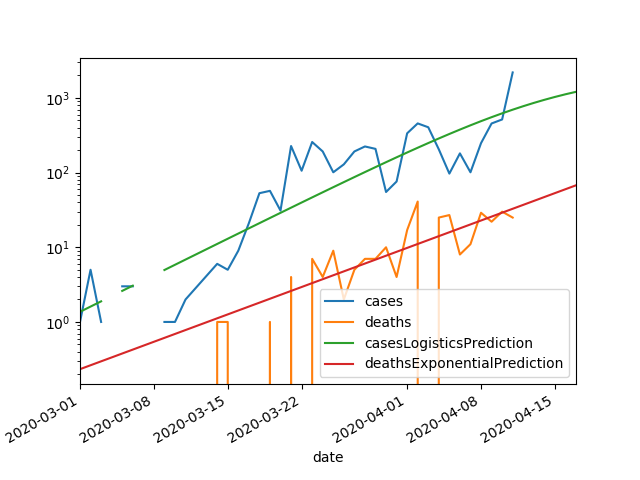 10³
10²
10¹
10⁰
cases
deaths
casesLogisticsPrediction
deathsExponentialPrediction
2020-03-01
2020-03-08
2020-03-15
2020-03-22
2020-04-01
2020-04-08
2020-04-15
date